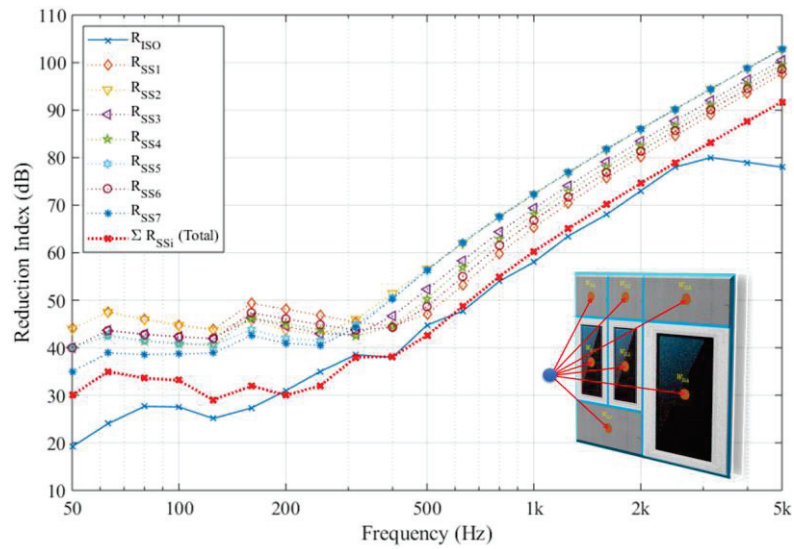 110
100
90
80
70
60
50
40
30
20
10
Reduction Index (dB)
R_ISO
R_SS1
R_SS2
R_SS3
R_SS4
R_SS5
R_SS6
R_SS7
Σ R_SSi (Total)
50 100 200 500 1k 2k 5k
Frequency (Hz)